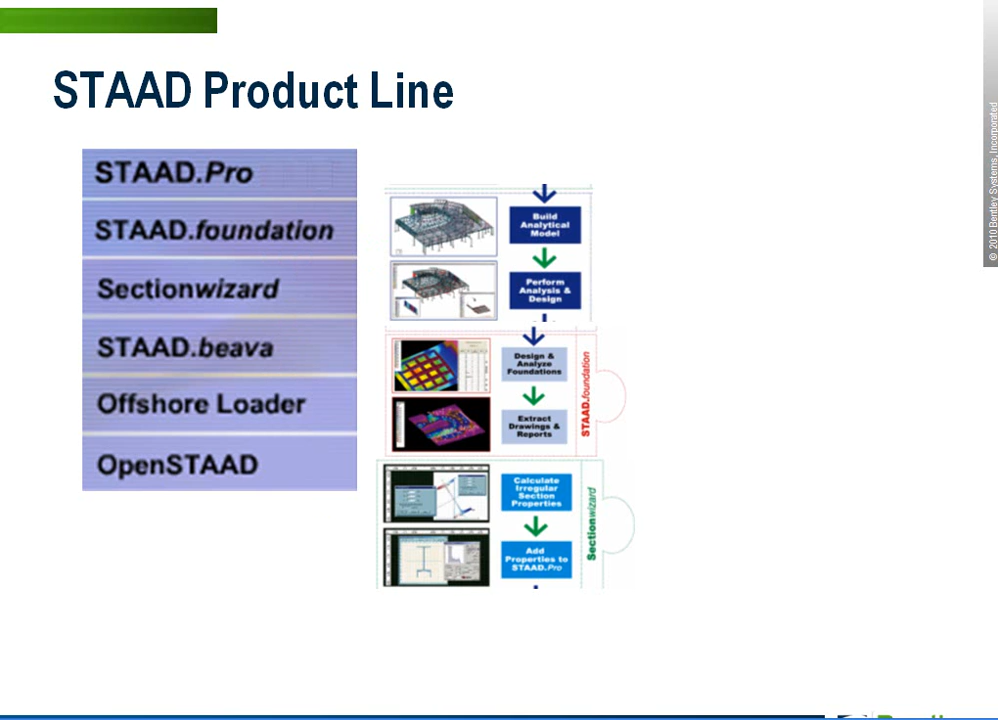 STAAD Product Line
STAAD.Pro
STAAD.foundation
Sectionwizard
STAAD.beava
Offshore Loader
OpenSTAAD
Build
Analytical
Model
Perform
Analysis &
Design
Design &
Analyze
Foundations
Extract
Drawings &
Reports
STAAD.foundation
Calculate
Irregular
Section
Properties
Add
Properties to
STAAD.Pro
Sectionwizard
© 2010 Bentley Systems, Incorporated